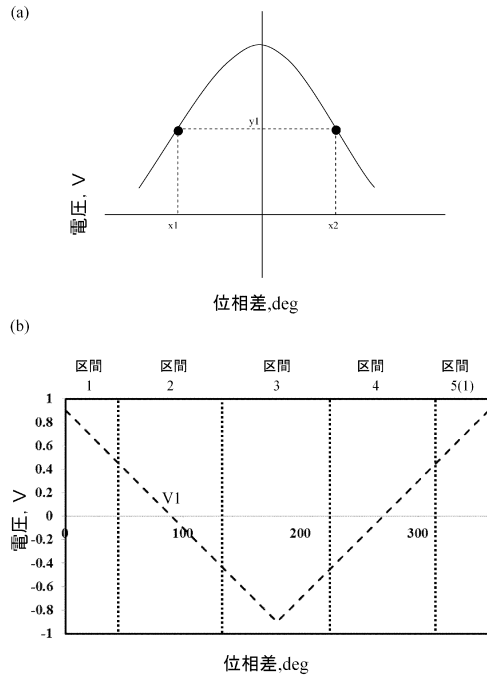 (a)
y1
x1 x2
電圧, V
位相差,deg
(b)
区間 区間 区間 区間 区間
1 2 3 4 5(1)
1
0.8
0.6
0.4
0.2
0
-0.2
-0.4
-0.6
-0.8
-1
V1
0 100 200 300
電圧, V
位相差,deg